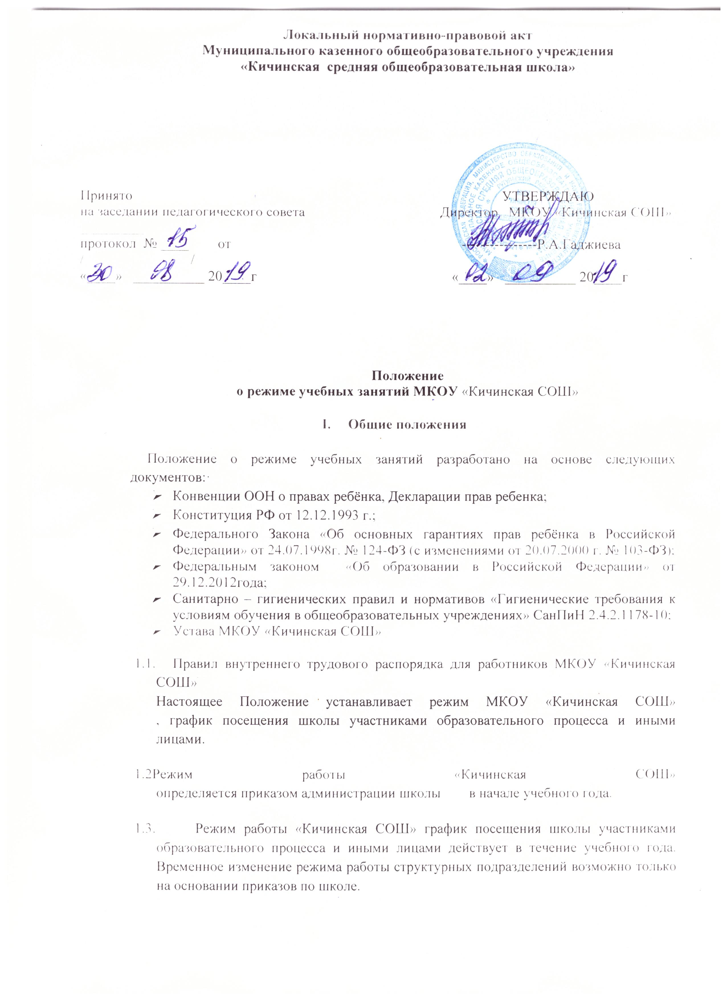 Локальный нормативно-правовой акт
Муниципального казенного общеобразовательного учреждения
«Кичинская средняя общеобразовательная школа»
Принято
на заседании педагогического совета
протокол № 15 от
/ /
«30» 08 2019г
УТВЕРЖДАЮ
Директор МКОУ «Кичинская СОШ»
-----------------Р.А.Гаджиева
«02» 09 2019 г
Положение
о режиме учебных занятий МКОУ «Кичинская СОШ»
I. Общие положения
Положение о режиме учебных занятий разработано на основе следующих
документов:
➢ Конвенции ООН о правах ребёнка, Декларации прав ребенка;
➢ Конституция РФ от 12.12.1993 г.;
➢ Федерального Закона «Об основных гарантиях прав ребёнка в Российской
Федерации» от 24.07.1998г. № 124-ФЗ (с изменениями от 20.07.2000 г. № 103-ФЗ);
➢ Федеральным законом «Об образовании в Российской Федерации» от
29.12.2012года;
➢ Санитарно – гигиенических правил и нормативов «Гигиенические требования к
условиям обучения в общеобразовательных учреждениях» СанПиН 2.4.2.1178-10;
➢ Устава МКОУ «Кичинская СОШ»
1.1. Правил внутреннего трудового распорядка для работников МКОУ «Кичинская
СОШ»
Настоящее Положение устанавливает режим МКОУ «Кичинская СОШ»
, график посещения школы участниками образовательного процесса и иными
лицами.
1.2Режим работы «Кичинская СОШ»
определяется приказом администрации школы в начале учебного года.
1.3. Режим работы «Кичинская СОШ» график посещения школы участниками
образовательного процесса и иными лицами действует в течение учебного года.
Временное изменение режима работы структурных подразделений возможно только
на основании приказов по школе.